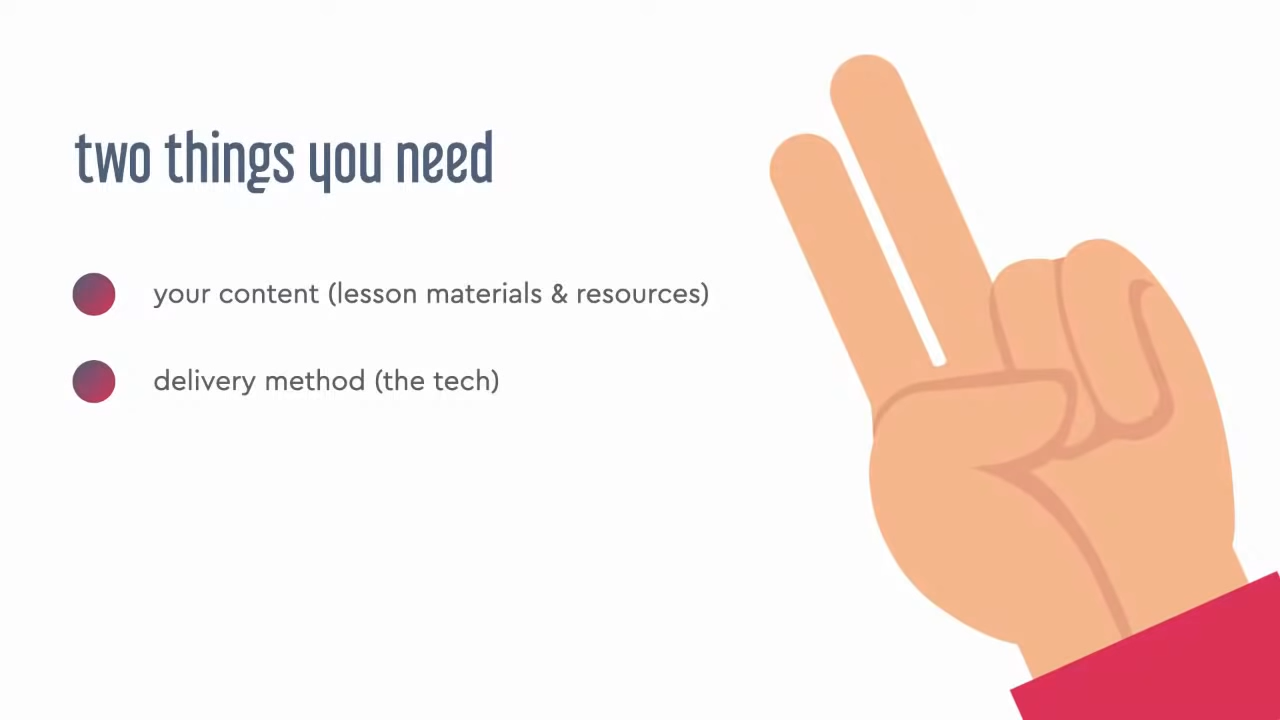 two things you need
your content (lesson materials & resources)
delivery method (the tech)